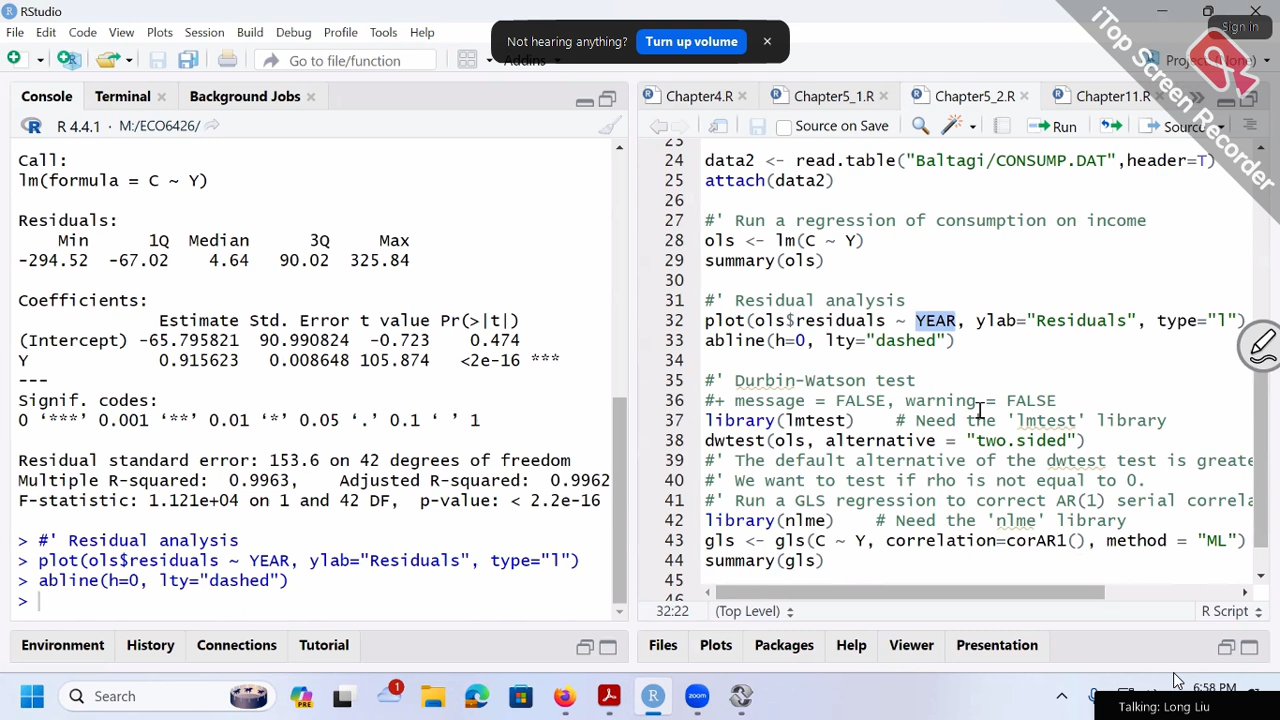 RStudio
File Edit Code View Plots Session Build Debug Profile Tools Help
Not hearing anything? Turn up volume
Sign in
iTop Screen Recorder
Go to file/function
Addins
Project: (None)
Console Terminal Background Jobs
R 4.4.1 · M:/ECO6426/
Call:
lm(formula = C ~ Y)
Residuals:
Min 1Q Median 3Q Max
-294.52 -67.02 4.64 90.02 325.84
Coefficients:
Estimate Std. Error t value Pr(>|t|)
(Intercept) -65.795821 90.990824 -0.723 0.474
Y 0.915623 0.008648 105.874 <2e-16 ***
---
Signif. codes:
0 ‘***’ 0.001 ‘**’ 0.01 ‘*’ 0.05 ‘.’ 0.1 ‘ ’ 1
Residual standard error: 153.6 on 42 degrees of freedom
Multiple R-squared: 0.9963, Adjusted R-squared: 0.9962
F-statistic: 1.121e+04 on 1 and 42 DF, p-value: < 2.2e-16
> #' Residual analysis
> plot(ols$residuals ~ YEAR, ylab="Residuals", type="l")
> abline(h=0, lty="dashed")
>
Environment History Connections Tutorial
Chapter4.R Chapter5_1.R Chapter5_2.R Chapter11.R
Source on Save Run Source
23
24 data2 <- read.table("Baltagi/CONSUMP.DAT",header=T)
25 attach(data2)
26
27 #' Run a regression of consumption on income
28 ols <- lm(C ~ Y)
29 summary(ols)
30
31 #' Residual analysis
32 plot(ols$residuals ~ YEAR, ylab="Residuals", type="l")
33 abline(h=0, lty="dashed")
34
35 #' Durbin-Watson test
36 #+ message = FALSE, warning = FALSE
37 library(lmtest) # Need the 'lmtest' library
38 dwtest(ols, alternative = "two.sided")
39 #' The default alternative of the dwtest test is greate
40 #' We want to test if rho is not equal to 0.
41 #' Run a GLS regression to correct AR(1) serial correla
42 library(nlme) # Need the 'nlme' library
43 gls <- gls(C ~ Y, correlation=corAR1(), method = "ML")
44 summary(gls)
45
46
32:22 (Top Level) R Script
Files Plots Packages Help Viewer Presentation
Search
PRE
1
6:58 PM
Talking: Long Liu